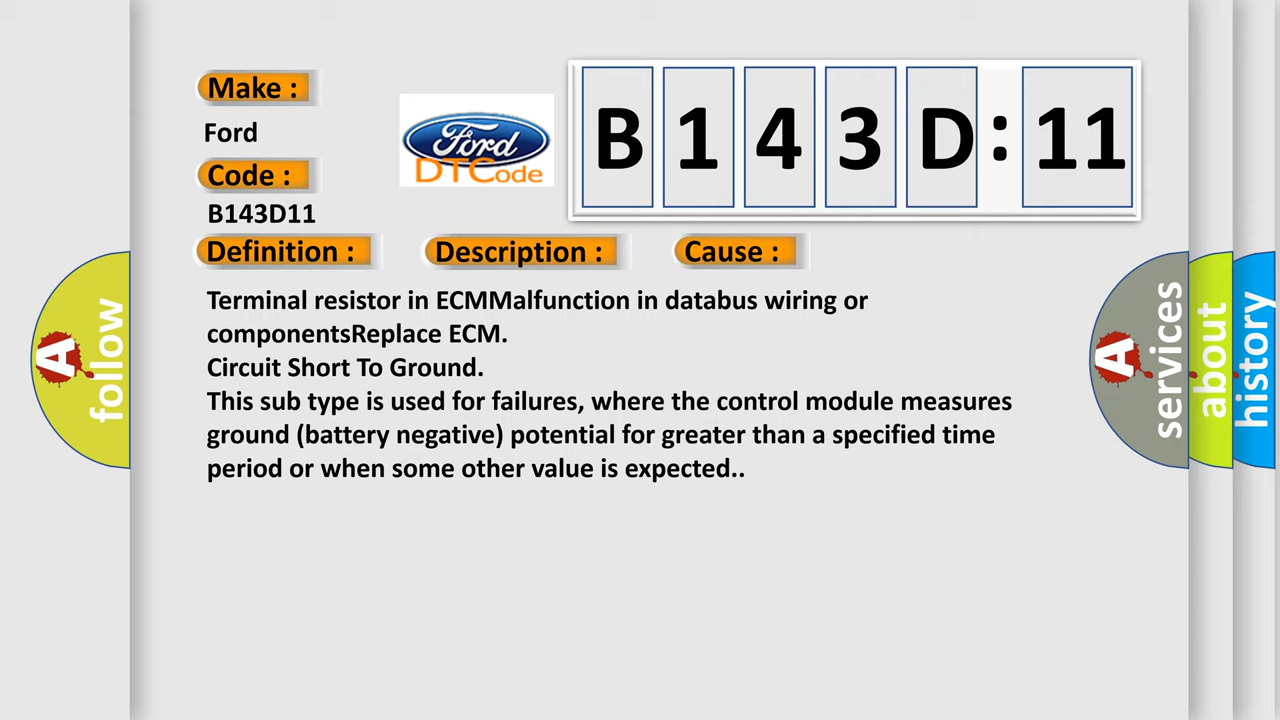 Make :
Ford
Code :
B143D11
Ford
DTCode
B 1 4 3 D : 11
Definition :
Description :
Cause :
Terminal resistor in ECMMalfunction in databus wiring or
componentsReplace ECM.
Circuit Short To Ground.
This sub type is used for failures, where the control module measures
ground (battery negative) potential for greater than a specified time
period or when some other value is expected..
A
follow
A
services
about
history